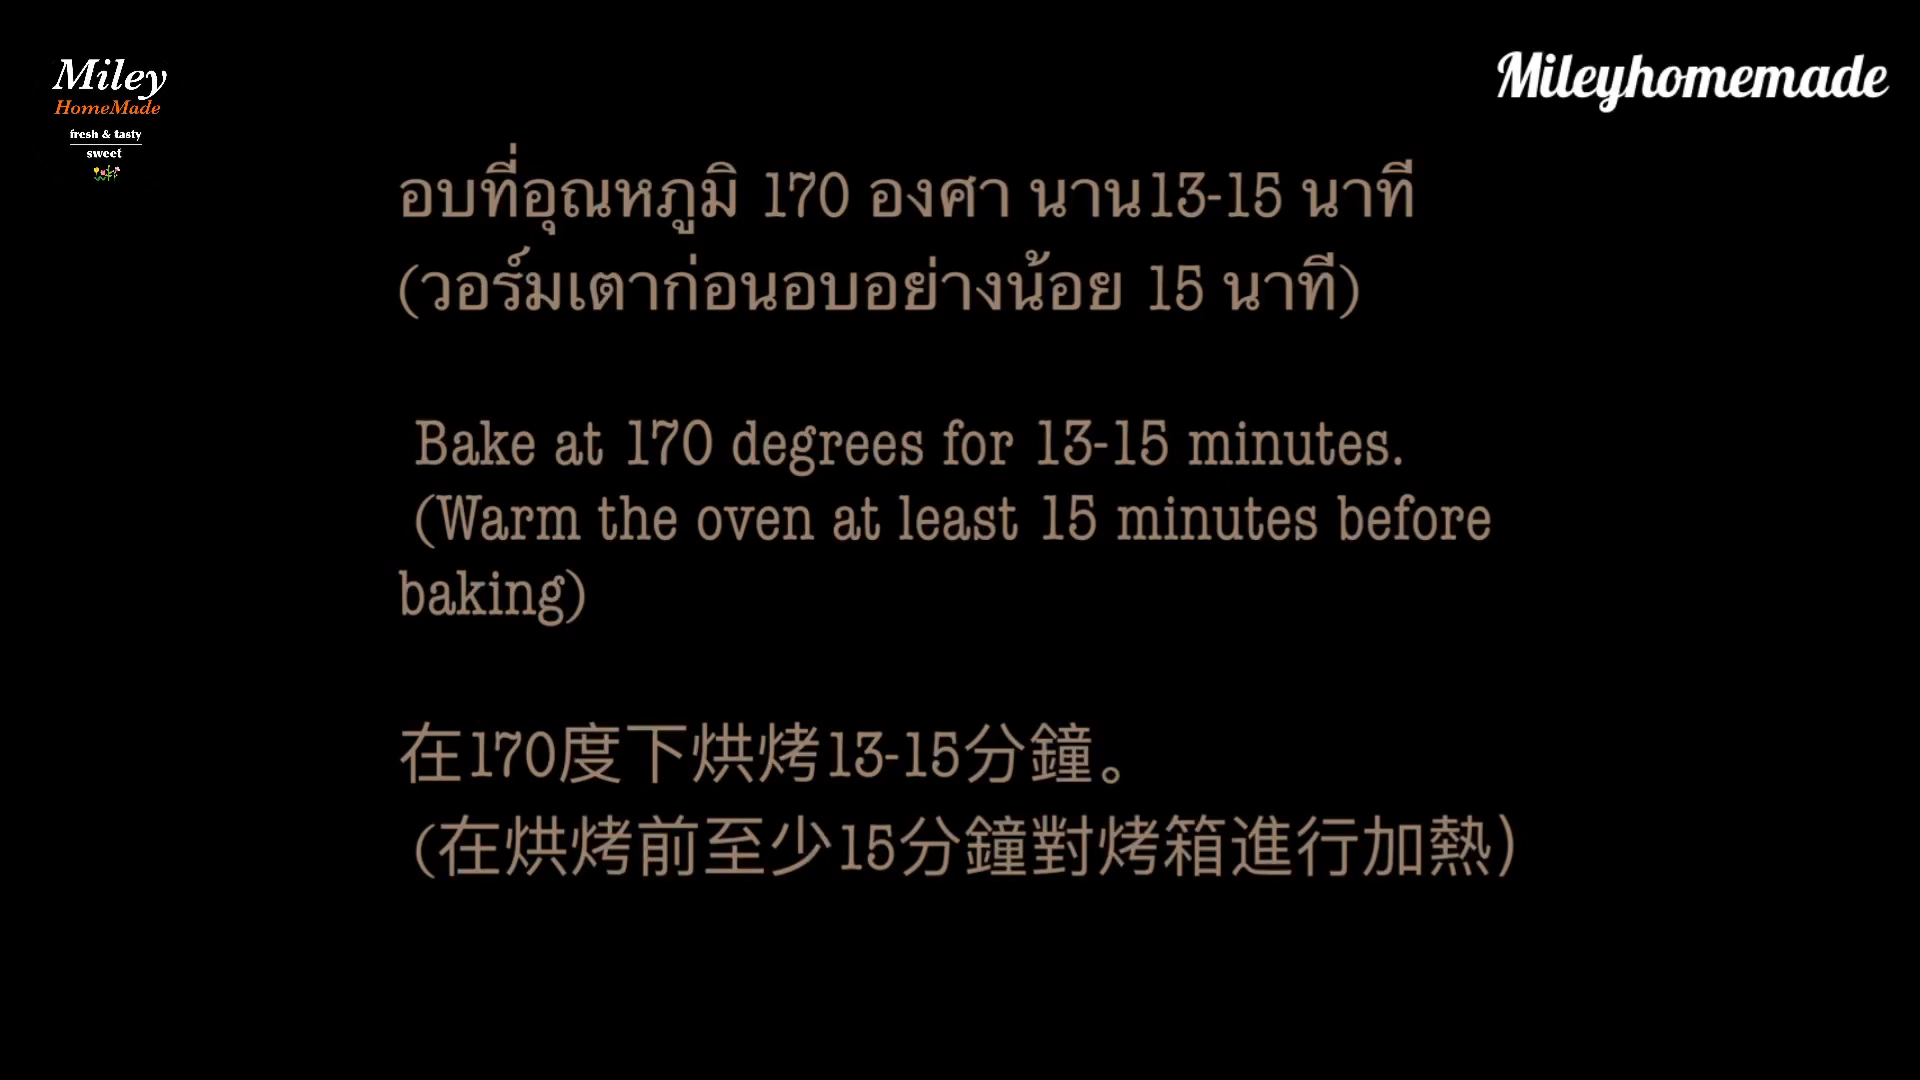 Miley
HomeMade
fresh & tasty
sweet
Mileyhomemade
อบที่อุณหภูมิ 170 องศา นาน13-15 นาที
(วอร์มเตาก่อนอบอย่างน้อย 15 นาที)
Bake at 170 degrees for 13-15 minutes.
(Warm the oven at least 15 minutes before
baking)
在170度下烘烤13-15分鐘。
(在烘烤前至少15分鐘對烤箱進行加熱)